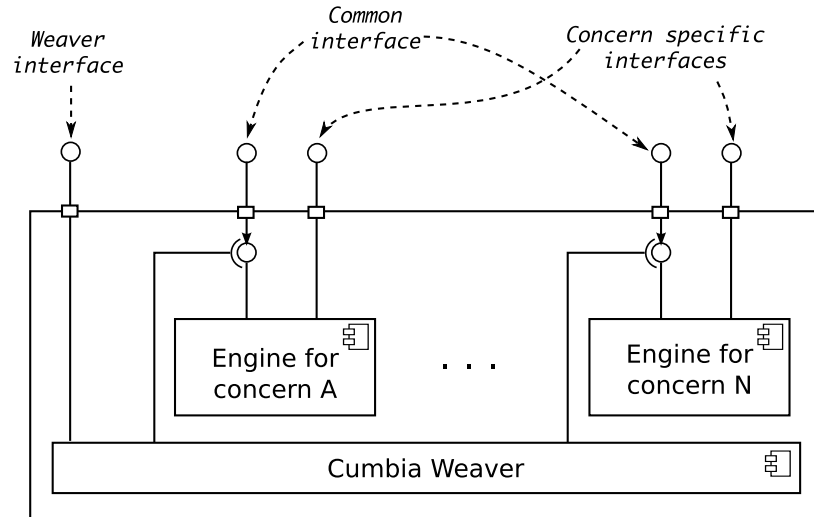 Weaver
interface
Common
interface
Concern specific
interfaces
Engine for
concern A
. . .
Engine for
concern N
Cumbia Weaver